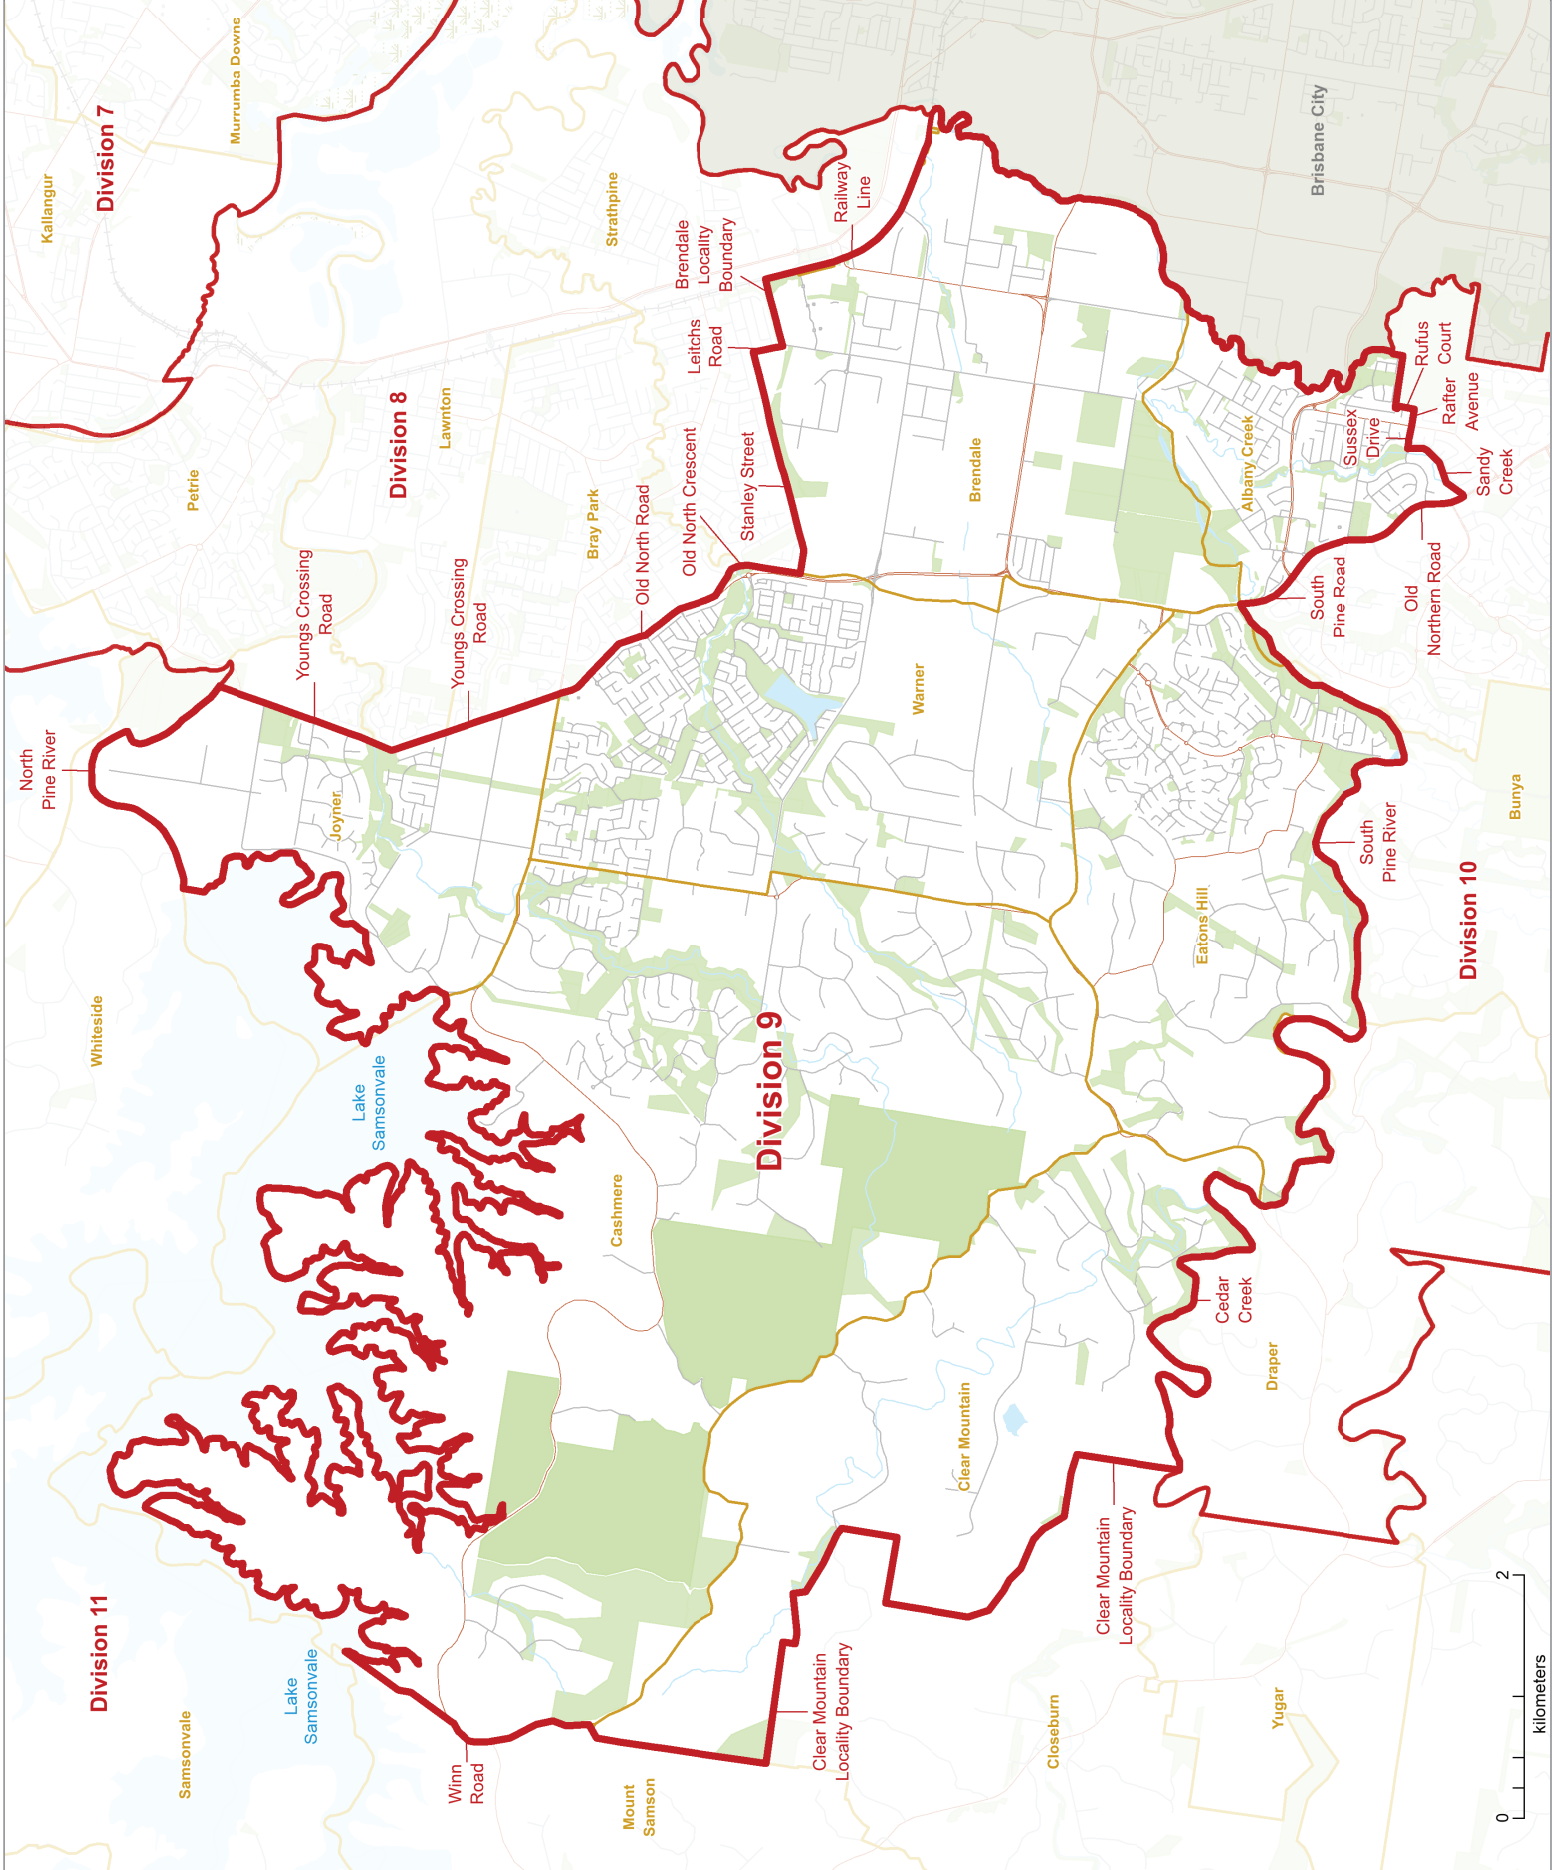 Kallangur
Division 7
Murrumba Downe
Strathpine
Brisbane City
Railway
Line
Brendale
Locality
Boundary
Leitchs
Road
Division 8
Lawnton
Petrie
Bray Park
Old North Crescent
Stanley Street
Old North Road
Youngs Crossing
Road
Youngs Crossing
Road
North
Pine River
Joyner
Brendale
Albany Creek
Sussex
Drive
Rufus
Court
Rafter
Avenue
Sandy
Creek
Old
Northern Road
South
Pine Road
Warner
Eatons Hill
South
Pine River
Bunya
Division 10
Whiteside
Lake
Samsonvale
Division 9
Cashmere
Cedar
Creek
Draper
Clear Mountain
Clear Mountain
Locality Boundary
Division 11
Lake
Samsonvale
Samsonvale
Winn
Road
Mount
Samson
Clear Mountain
Locality Boundary
Closeburn
Yugar
0
2
kilometers